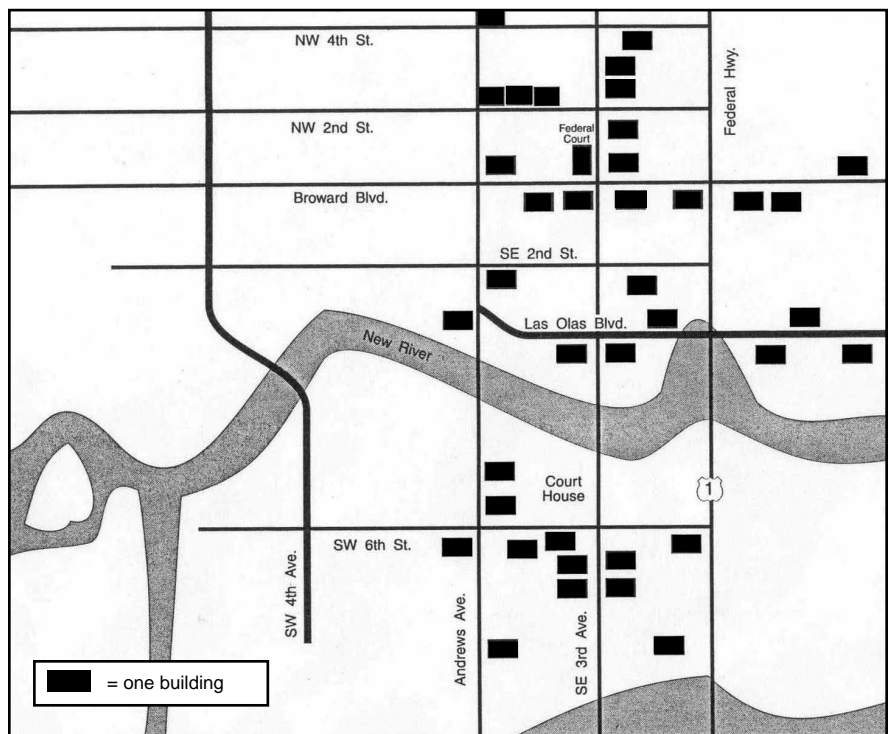 NW 4th St.
Federal Hwy.
NW 2nd St.
Federal
Court
Broward Blvd.
SE 2nd St.
Las Olas Blvd.
New River
Court
House
1
SW 6th St.
SW 4th Ave.
Andrews Ave.
SE 3rd Ave.
= one building